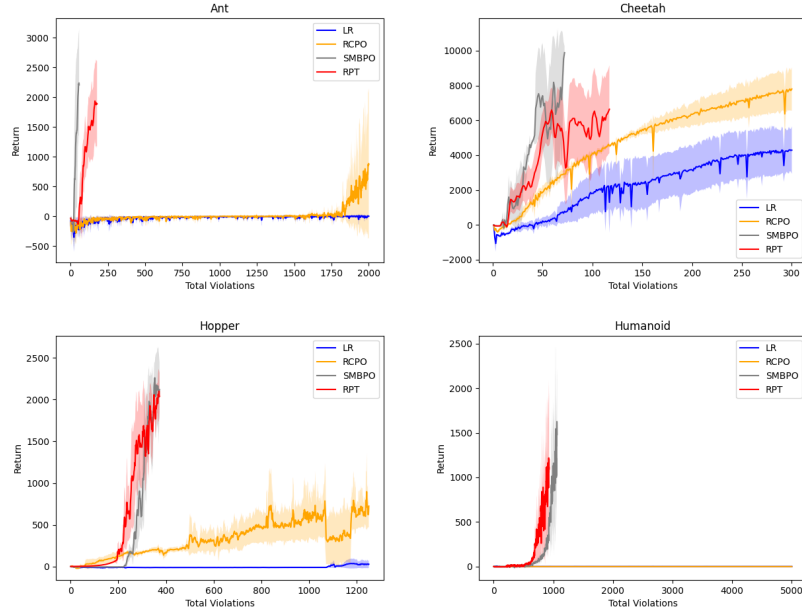 Ant
3000
2500
2000
1500
1000
500
0
−500
Return
0 250 500 750 1000 1250 1500 1750 2000
Total Violations
LR
RCPO
SMBPO
RPT
Cheetah
10000
8000
6000
4000
2000
0
−2000
Return
0 50 100 150 200 250 300
Total Violations
LR
RCPO
SMBPO
RPT
Hopper
2500
2000
1500
1000
500
0
Return
0 200 400 600 800 1000 1200
Total Violations
LR
RCPO
SMBPO
RPT
Humanoid
2500
2000
1500
1000
500
0
Return
0 1000 2000 3000 4000 5000
Total Violations
LR
RCPO
SMBPO
RPT